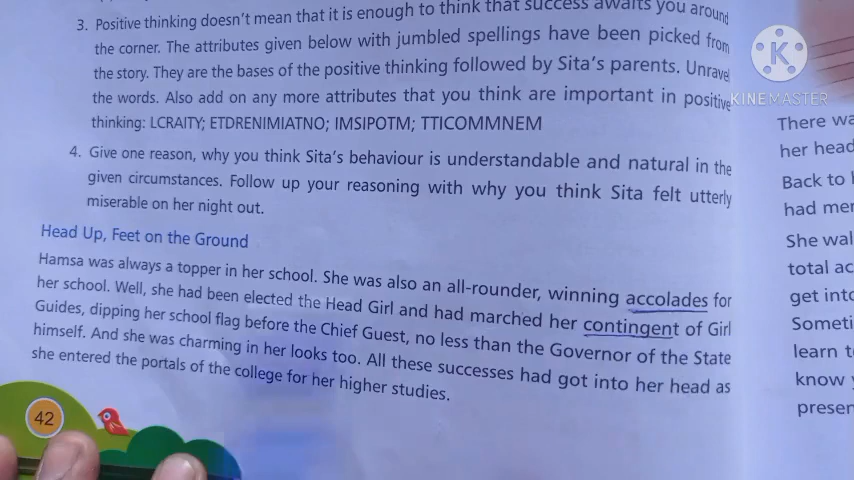 3. Positive thinking doesn't mean that it is enough to think that success awaits you around
the corner. The attributes given below with jumbled spellings have been picked from
the story. They are the bases of the positive thinking followed by Sita's parents. Unravel
the words. Also add on any more attributes that you think are important in positive
thinking: LCRAITY; ETDRENIMIATNO; IMSIPOTM; TTICOMMNEM
4. Give one reason, why you think Sita's behaviour is understandable and natural in the
given circumstances. Follow up your reasoning with why you think Sita felt utterly
miserable on her night out.
Head Up, Feet on the Ground
Hamsa was always a topper in her school. She was also an all-rounder, winning accolades for
her school. Well, she had been elected the Head Girl and had marched her contingent of Girl
Guides, dipping her school flag before the Chief Guest, no less than the Governor of the State
himself. And she was charming in her looks too. All these successes had got into her head as
she entered the portals of the college for her higher studies.
42
K
KINEMASTER
There
her head
Back to
had
She
total
get into
learn
know